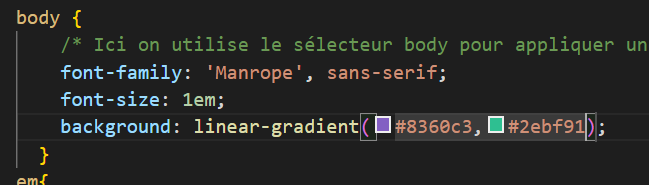 body {
/* Ici on utilise le sélecteur body pour appliquer un
font-family: 'Manrope', sans-serif;
font-size: 1em;
background: linear-gradient(#8360c3,#2ebf91);
}
em{